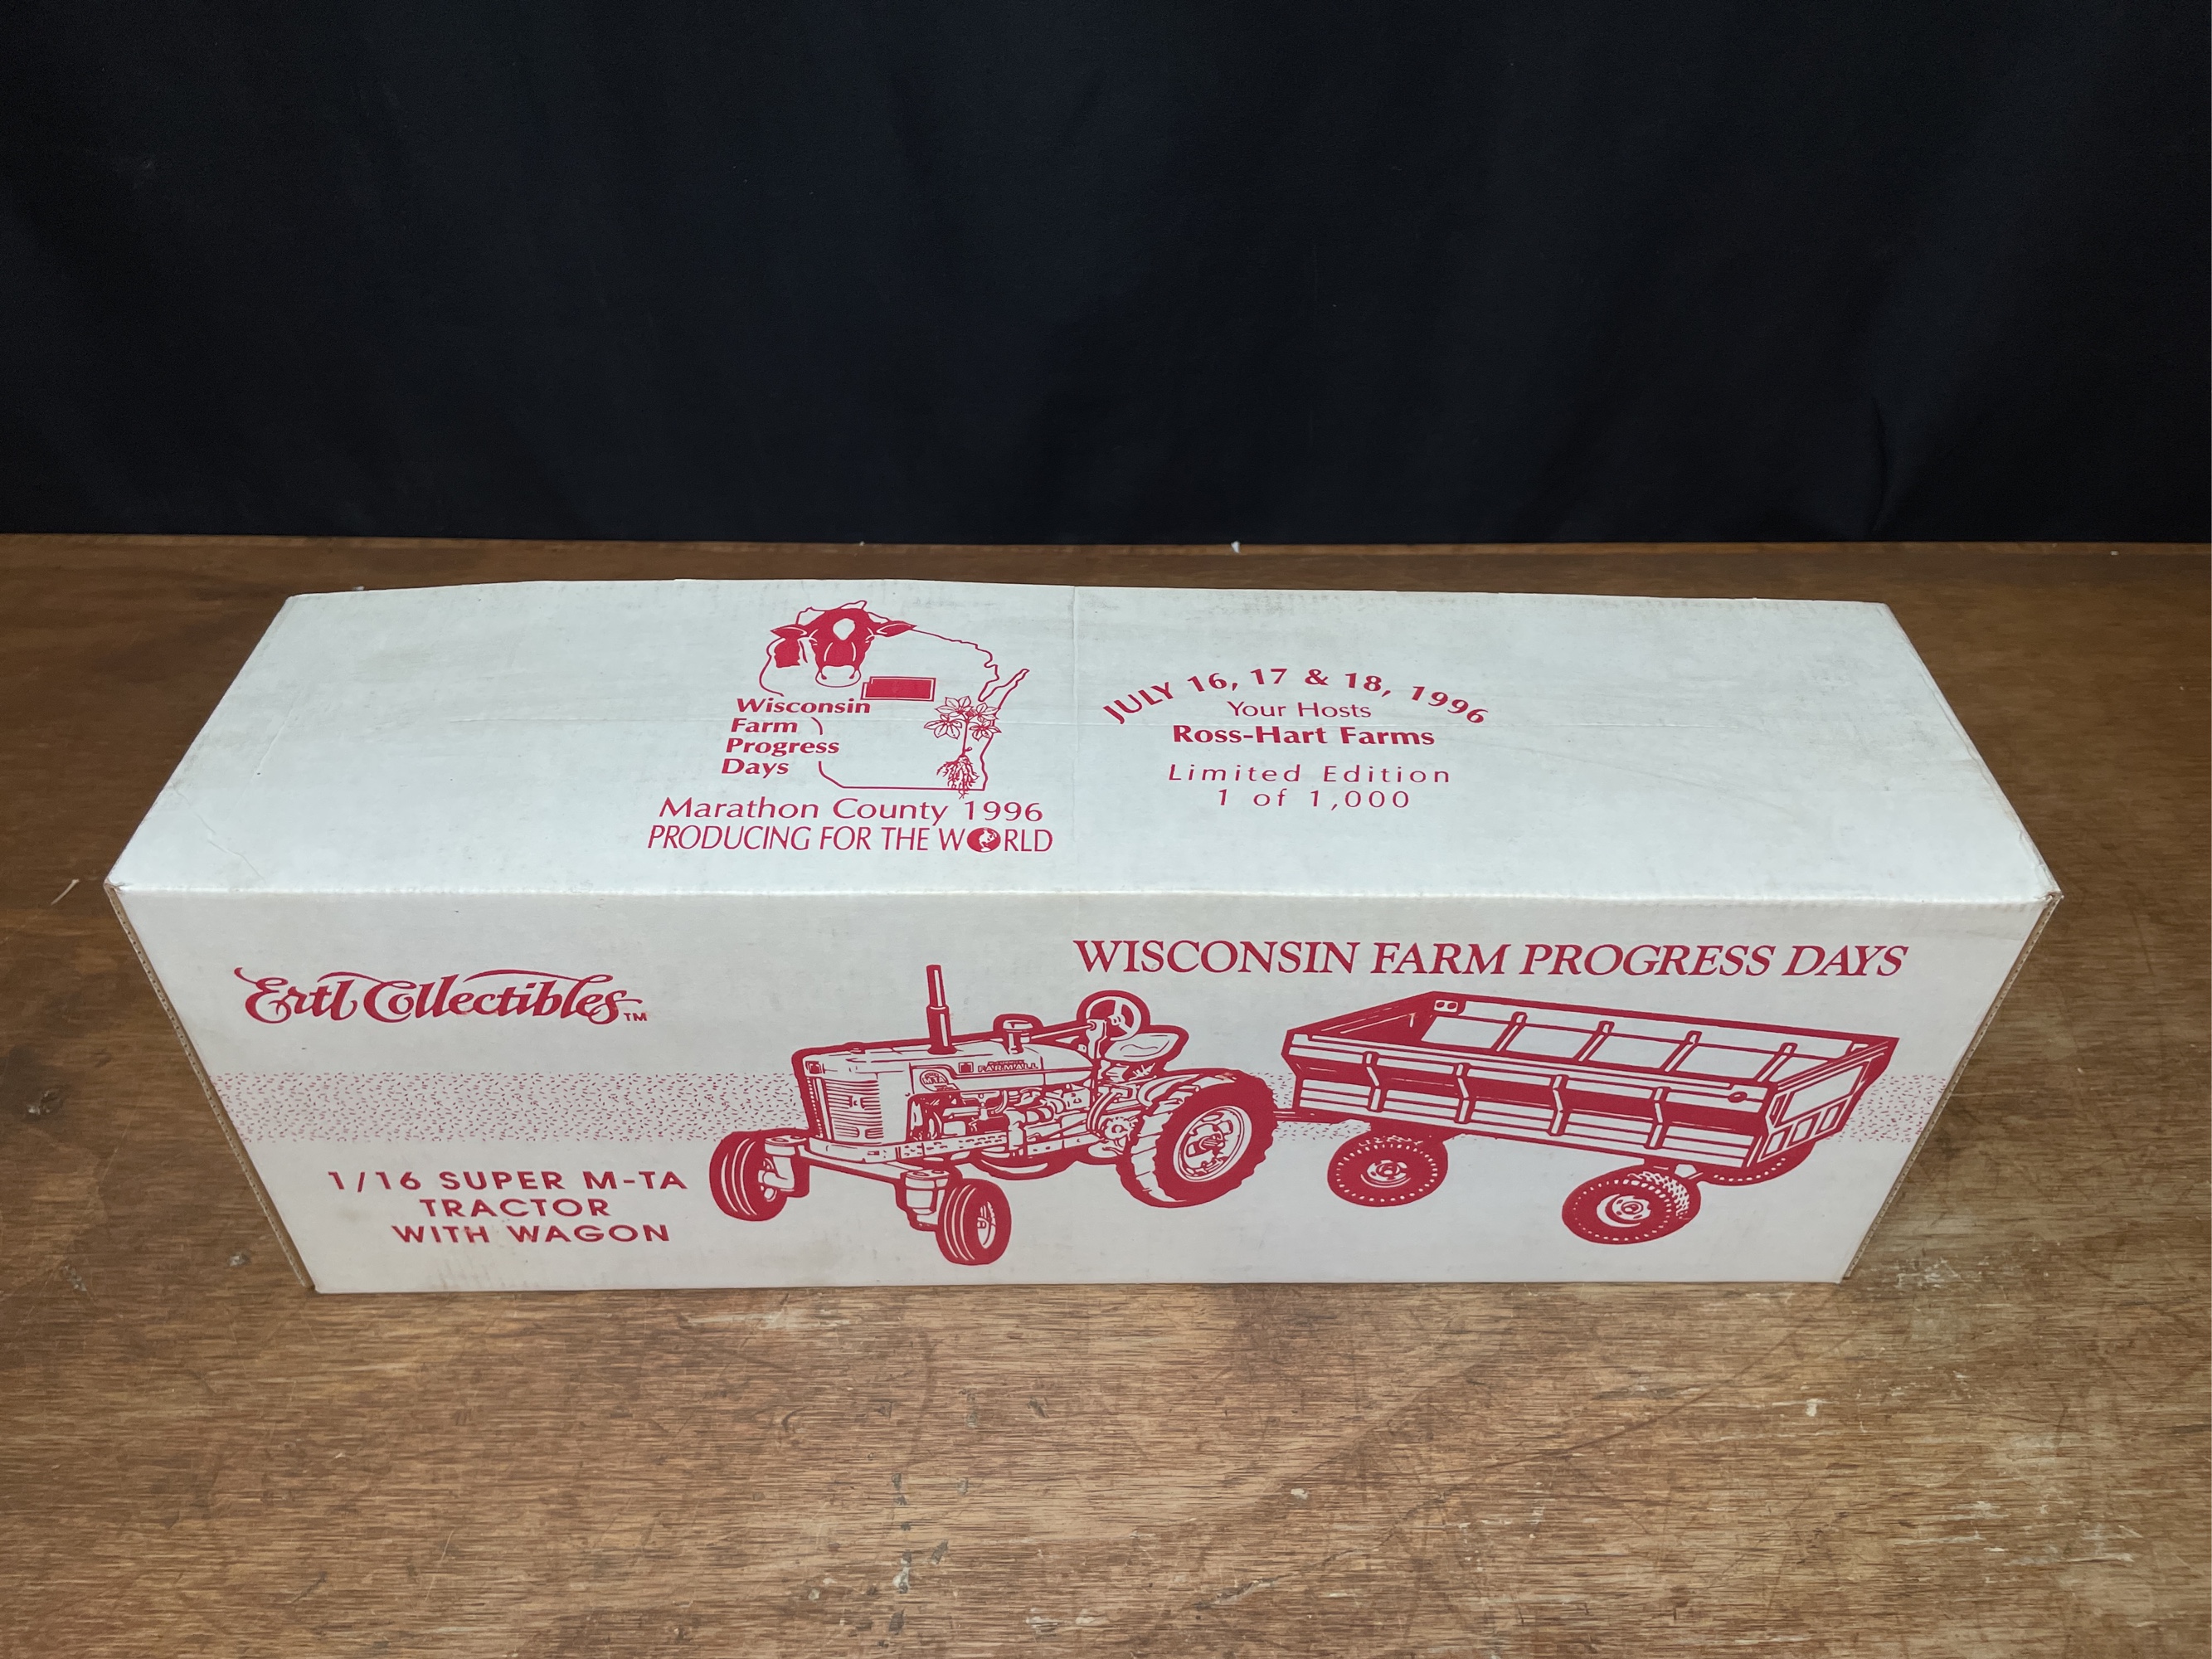 Wisconsin
Farm
Progress
Days
Marathon County 1996
PRODUCING FOR THE WORLD
JULY 16, 17 & 18, 1996
Your Hosts
Ross-Hart Farms
Limited Edition
1 of 1,000
Ertl Collectibles™
WISCONSIN FARM PROGRESS DAYS
FARMALL
1/16 SUPER M-TA
TRACTOR
WITH WAGON